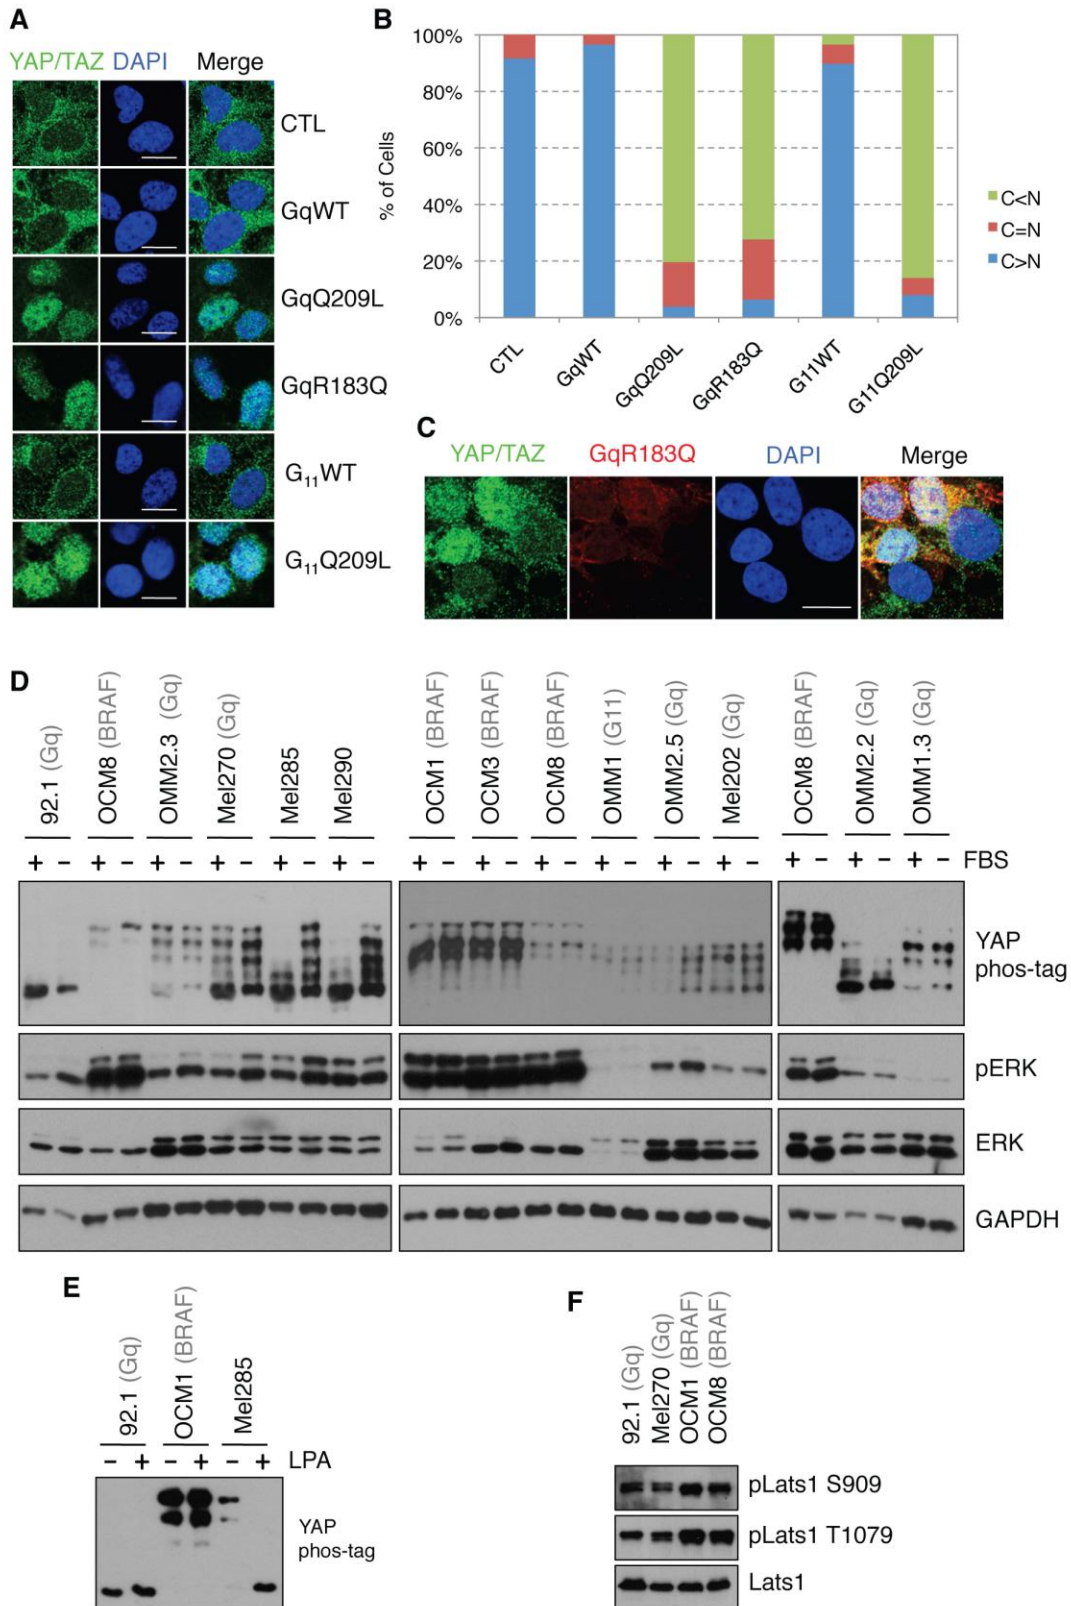 A
YAP/TAZ DAPI Merge
CTL
GqWT
GqQ209L
GqR183Q
G₁₁WT
G₁₁Q209L
B
% of Cells
100%
80%
60%
40%
20%
0%
CTL
GqWT
GqQ209L
GqR183Q
G11WT
G11Q209L
C<N
C=N
C>N
C
YAP/TAZ GqR183Q DAPI Merge
D
92.1 (Gq)
OCM8 (BRAF)
OMM2.3 (Gq)
Mel270 (Gq)
Mel285
Mel290
OCM1 (BRAF)
OCM3 (BRAF)
OCM8 (BRAF)
OMM1 (G11)
OMM2.5 (Gq)
Mel202 (Gq)
OCM8 (BRAF)
OMM2.2 (Gq)
OMM1.3 (Gq)
+ − + − + − + − + − + − + − + − + − + − + − + − + − + − + − FBS
YAP
phos-tag
pERK
ERK
GAPDH
E
92.1 (Gq)
OCM1 (BRAF)
Mel285
− + − + − + LPA
YAP
phos-tag
F
92.1 (Gq)
Mel270 (Gq)
OCM1 (BRAF)
OCM8 (BRAF)
pLats1 S909
pLats1 T1079
Lats1